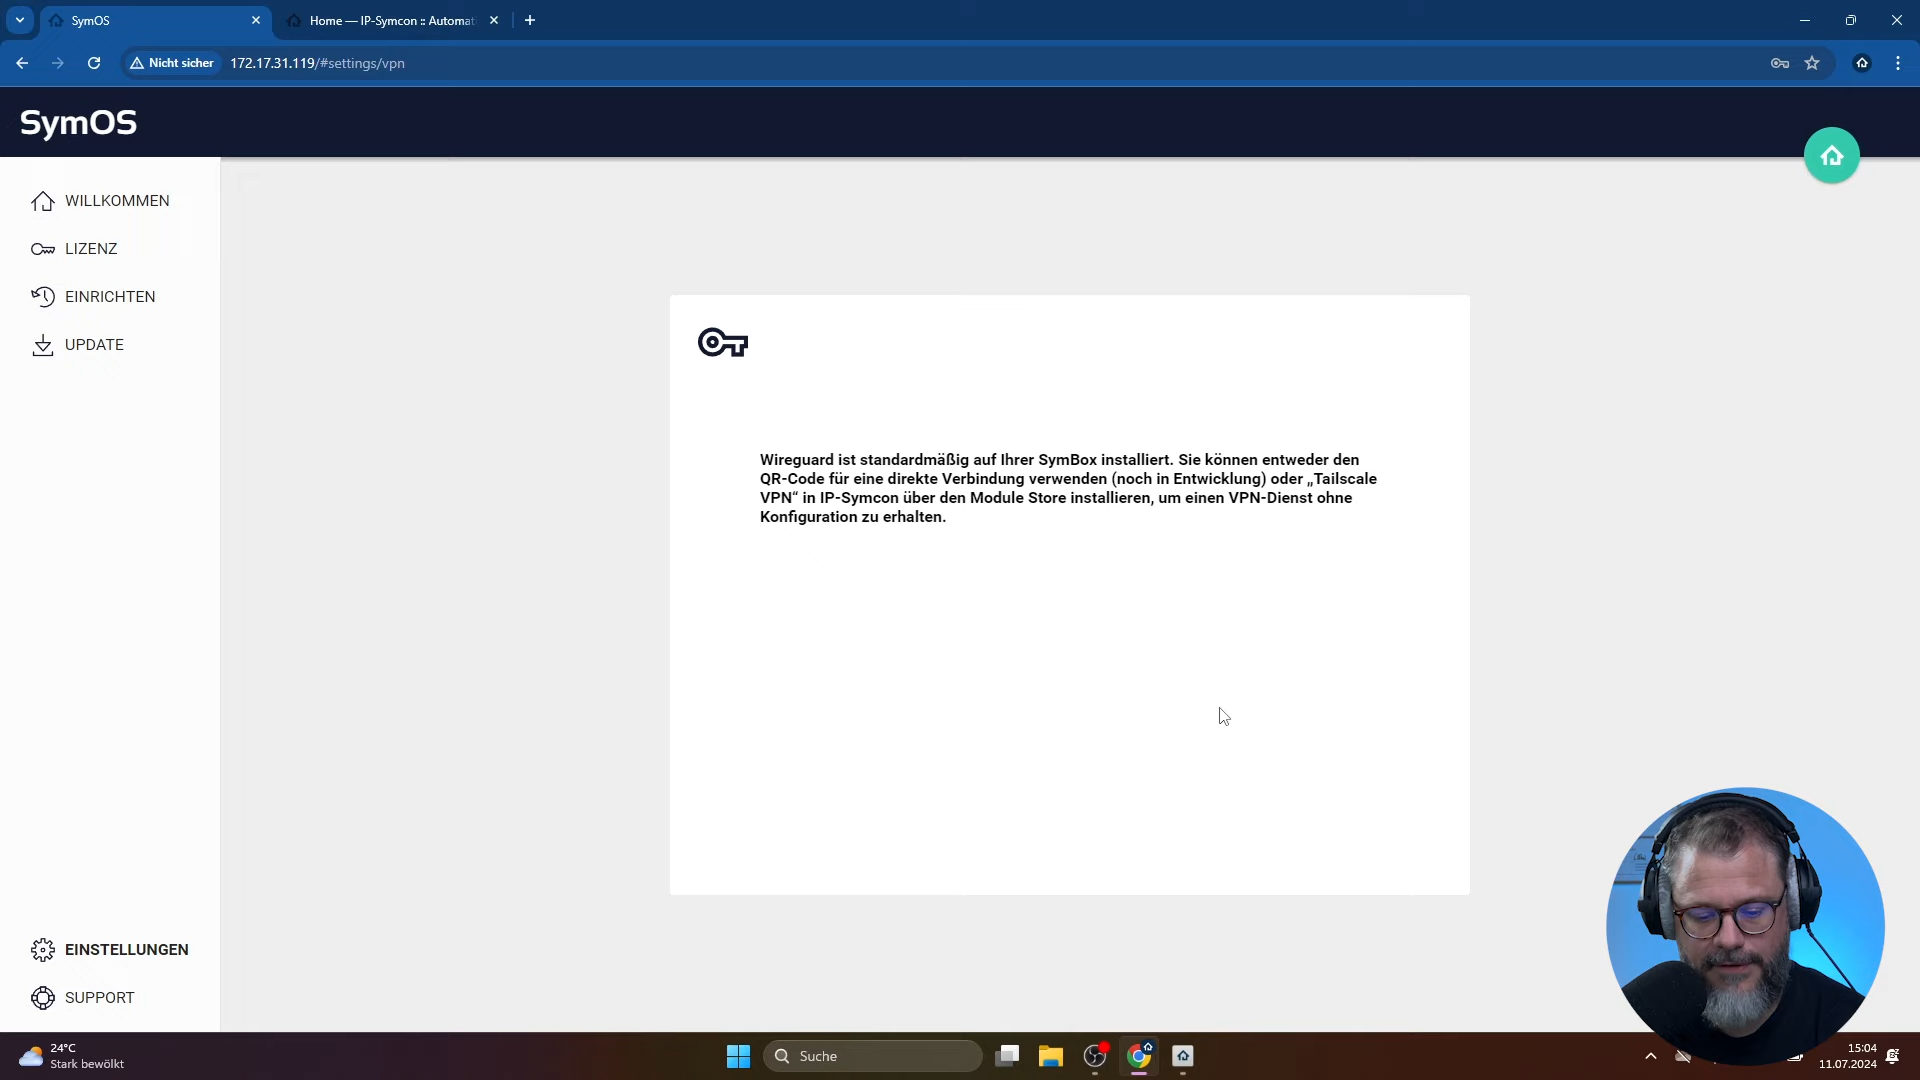 SymOS
Home — IP-Symcon :: Automat
Nicht sicher
172.17.31.119/#settings/vpn
SymOS
WILLKOMMEN
LIZENZ
EINRICHTEN
UPDATE
Wireguard ist standardmäßig auf Ihrer SymBox installiert. Sie können entweder den
QR-Code für eine direkte Verbindung verwenden (noch in Entwicklung) oder „Tailscale
VPN“ in IP-Symcon über den Module Store installieren, um einen VPN-Dienst ohne
Konfiguration zu erhalten.
EINSTELLUNGEN
SUPPORT
24°C
Stark bewölkt
Suche
15:04
11.07.2024